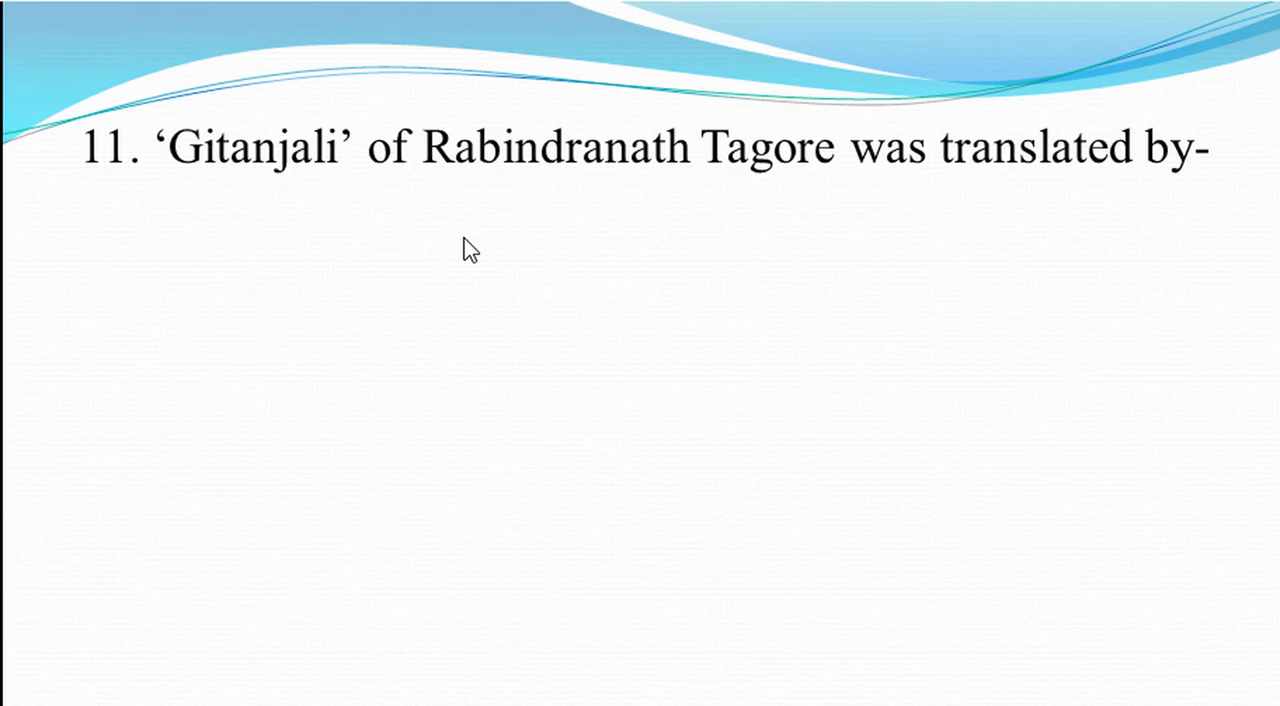 11. ‘Gitanjali’ of Rabindranath Tagore was translated by-